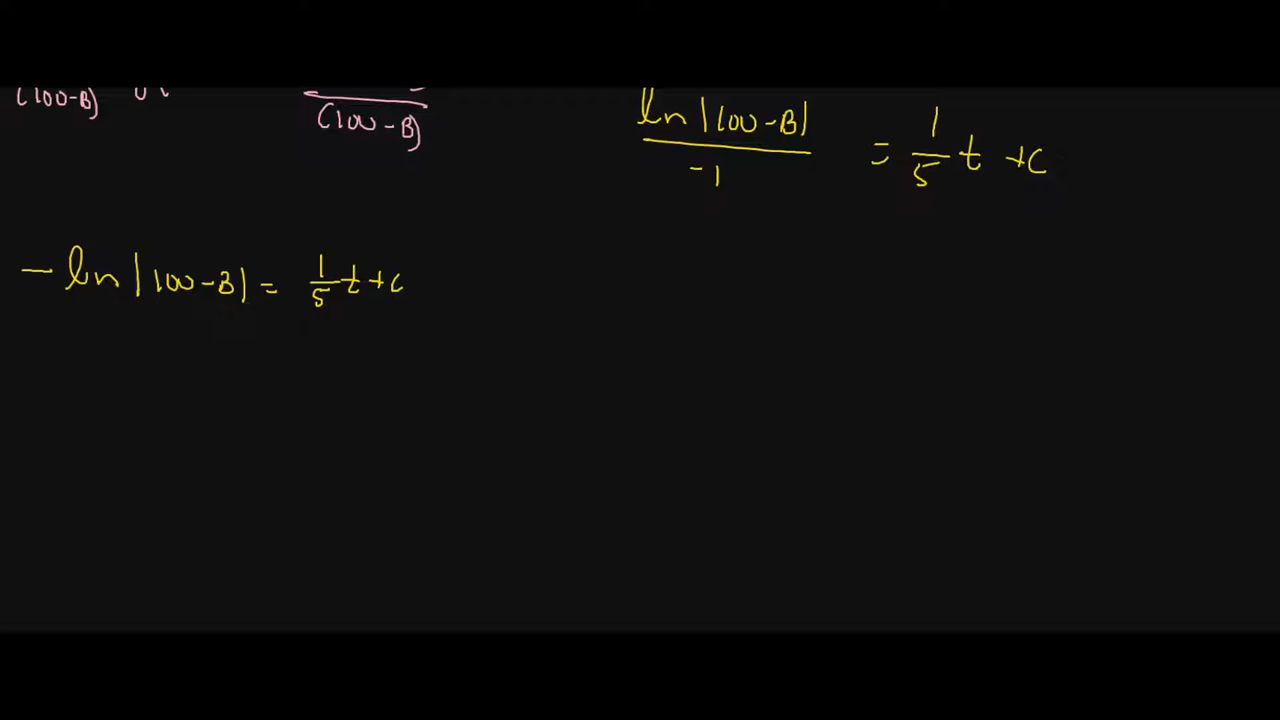 (100-B)
(100-B)
ln|100-B|
-1
= 1/5 t +c
-ln|100-B| = 1/5 t + c